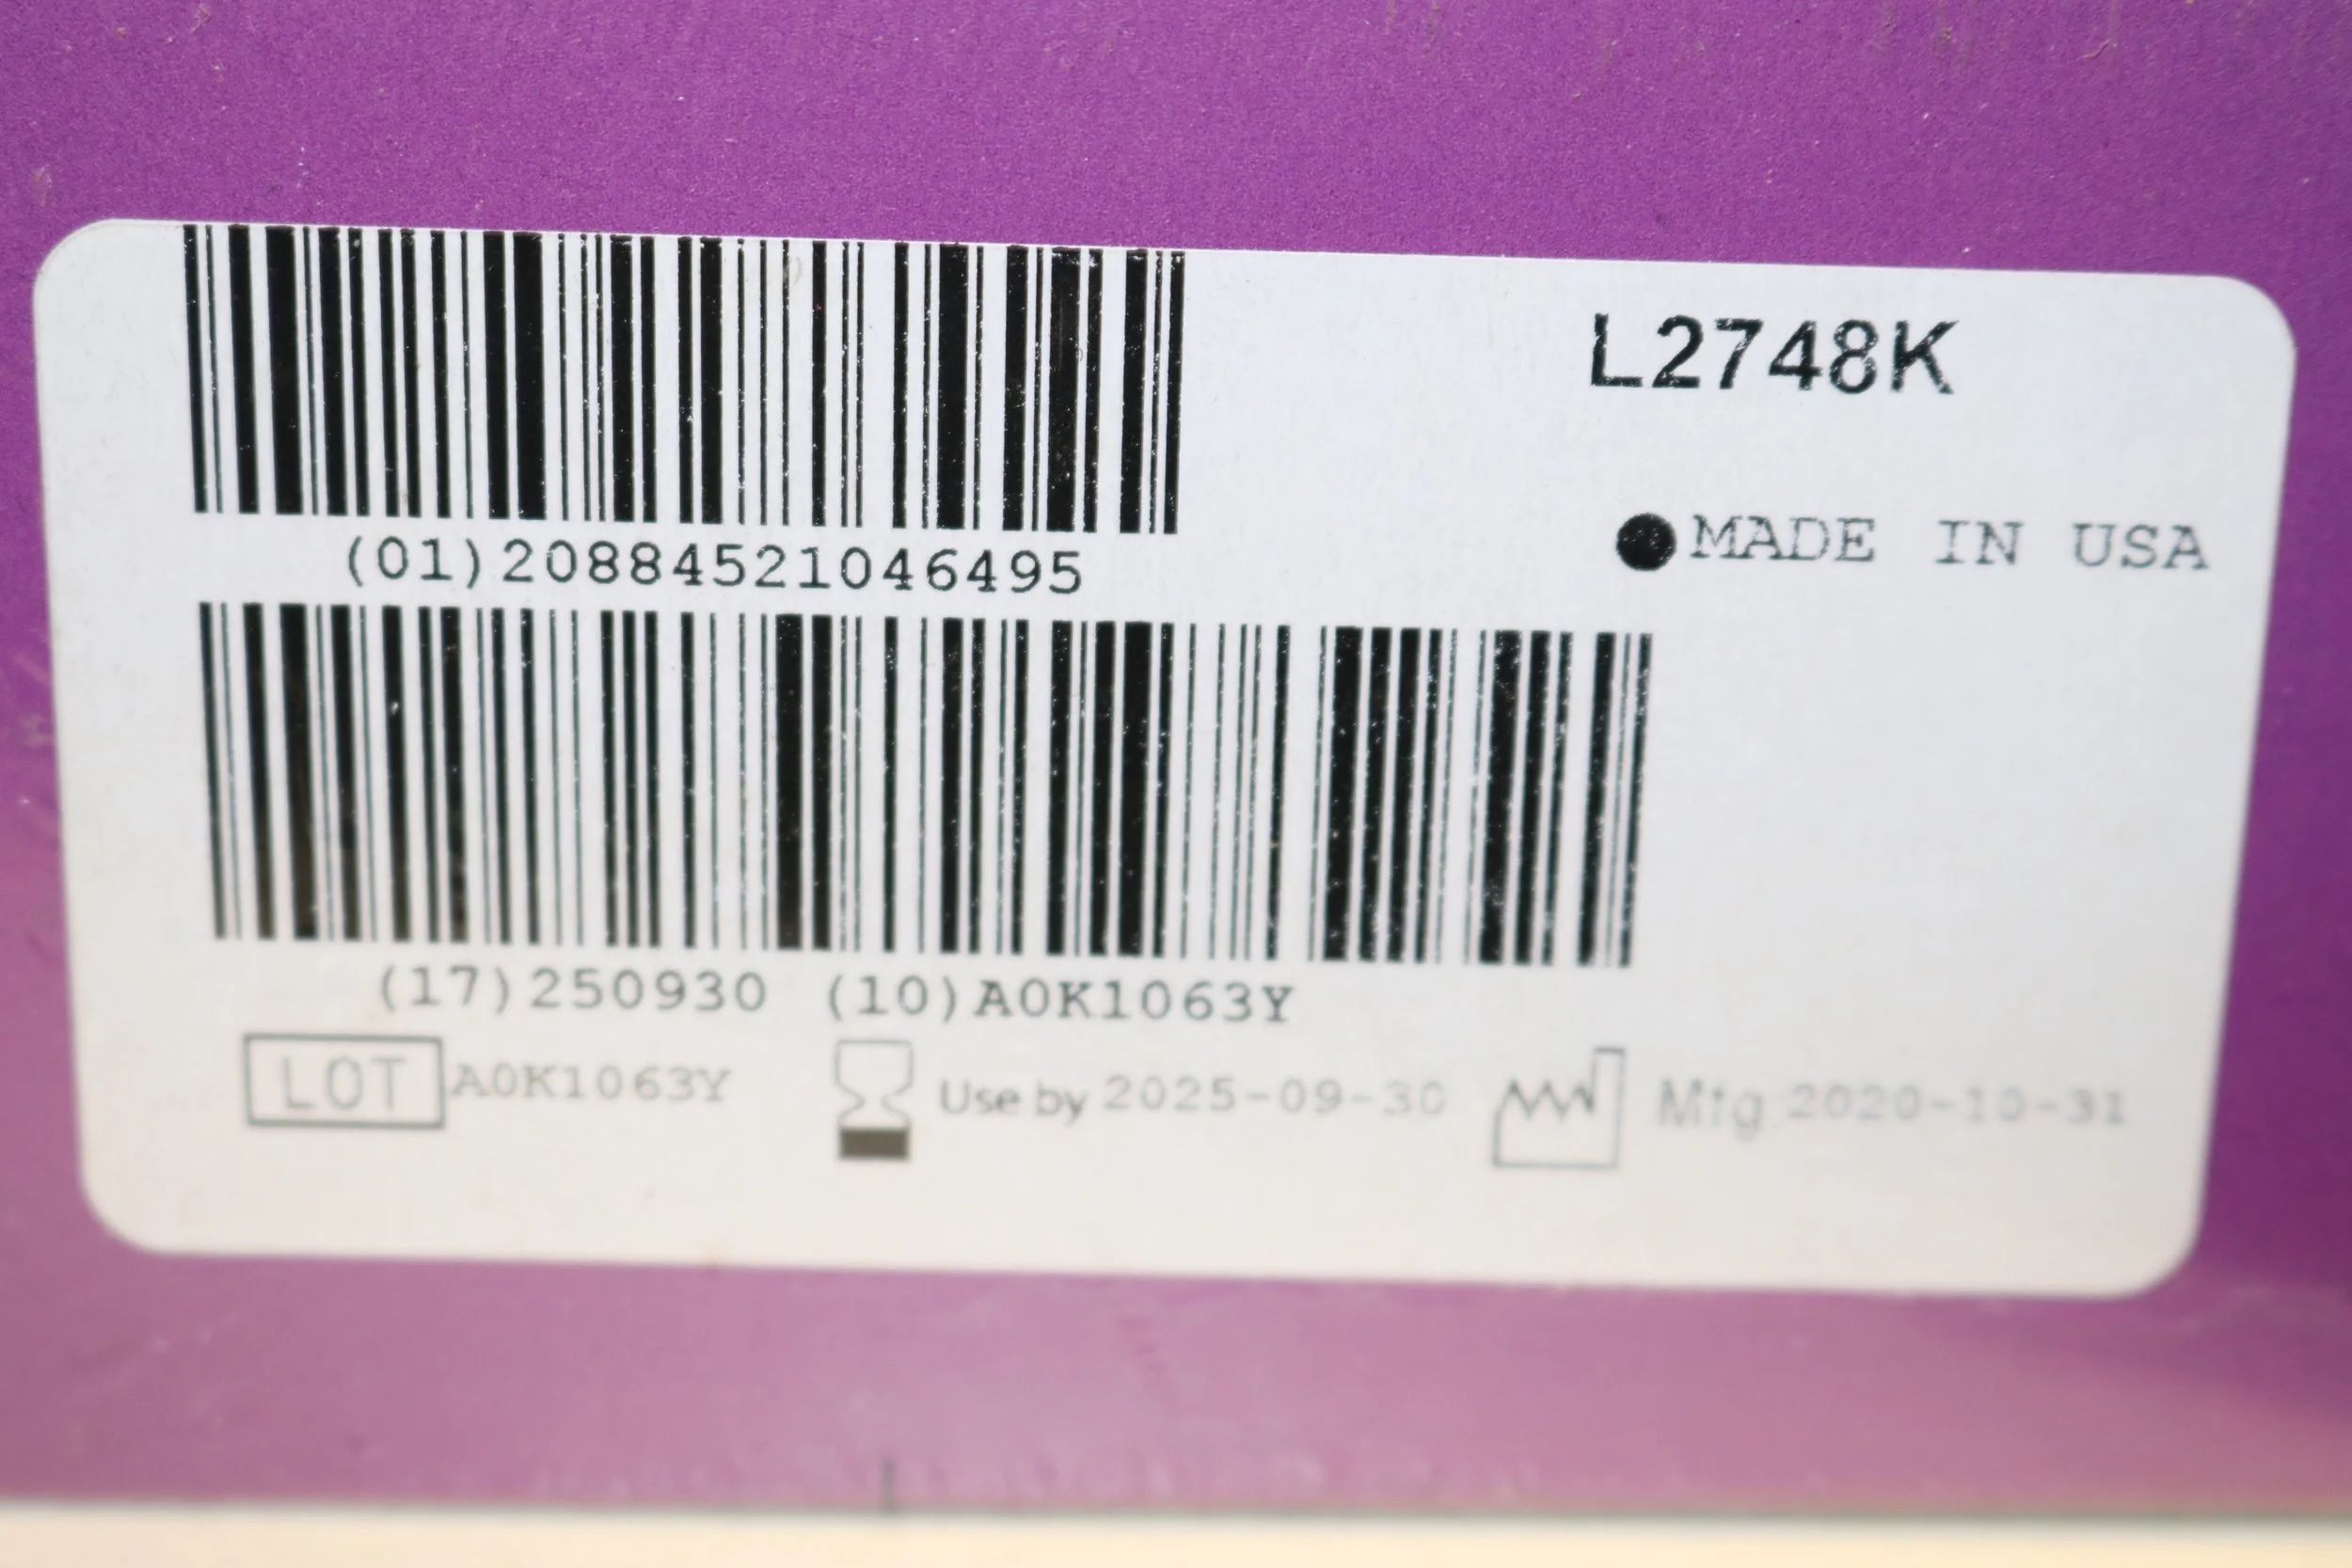 L2748K
(01)20884521046495
MADE IN USA
(17)250930 (10)A0K1063Y
LOT A0K1063Y Use by 2025-09-30 Mfg 2020-10-31